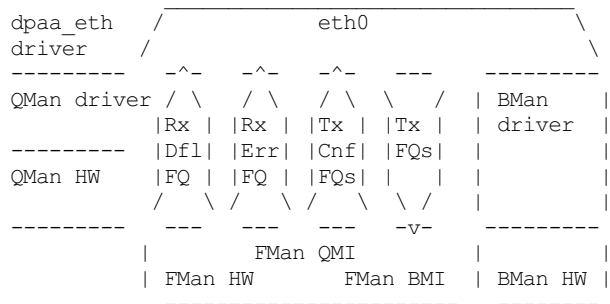 dpaa_eth eth0
driver
QMan driver BMan
Rx Rx Tx Tx driver
Dfl Err Cnf FQs
QMan HW FQ FQ FQs
FMan QMI
FMan HW FMan BMI BMan HW